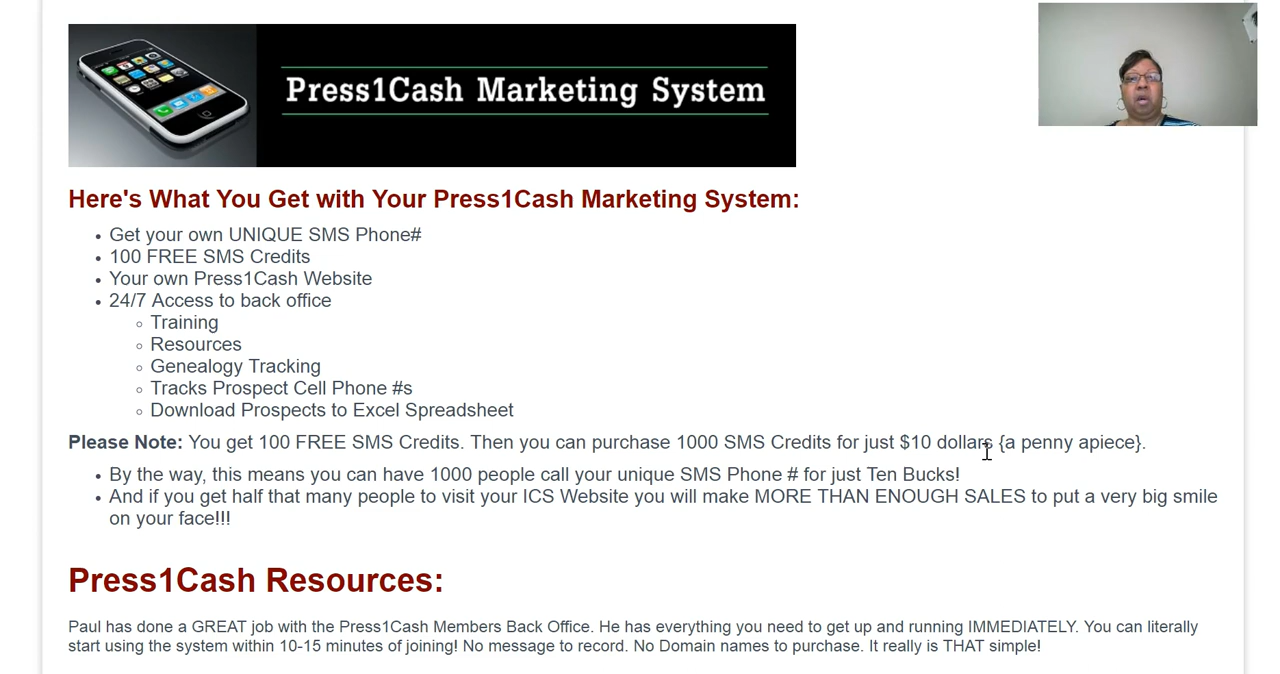 Press1Cash Marketing System
Here's What You Get with Your Press1Cash Marketing System:
Get your own UNIQUE SMS Phone#
100 FREE SMS Credits
Your own Press1Cash Website
24/7 Access to back office
Training
Resources
Genealogy Tracking
Tracks Prospect Cell Phone #s
Download Prospects to Excel Spreadsheet
Please Note: You get 100 FREE SMS Credits. Then you can purchase 1000 SMS Credits for just $10 dollars {a penny apiece}.
By the way, this means you can have 1000 people call your unique SMS Phone # for just Ten Bucks!
And if you get half that many people to visit your ICS Website you will make MORE THAN ENOUGH SALES to put a very big smile
on your face!!!
Press1Cash Resources:
Paul has done a GREAT job with the Press1Cash Members Back Office. He has everything you need to get up and running IMMEDIATELY. You can literally
start using the system within 10-15 minutes of joining! No message to record. No Domain names to purchase. It really is THAT simple!